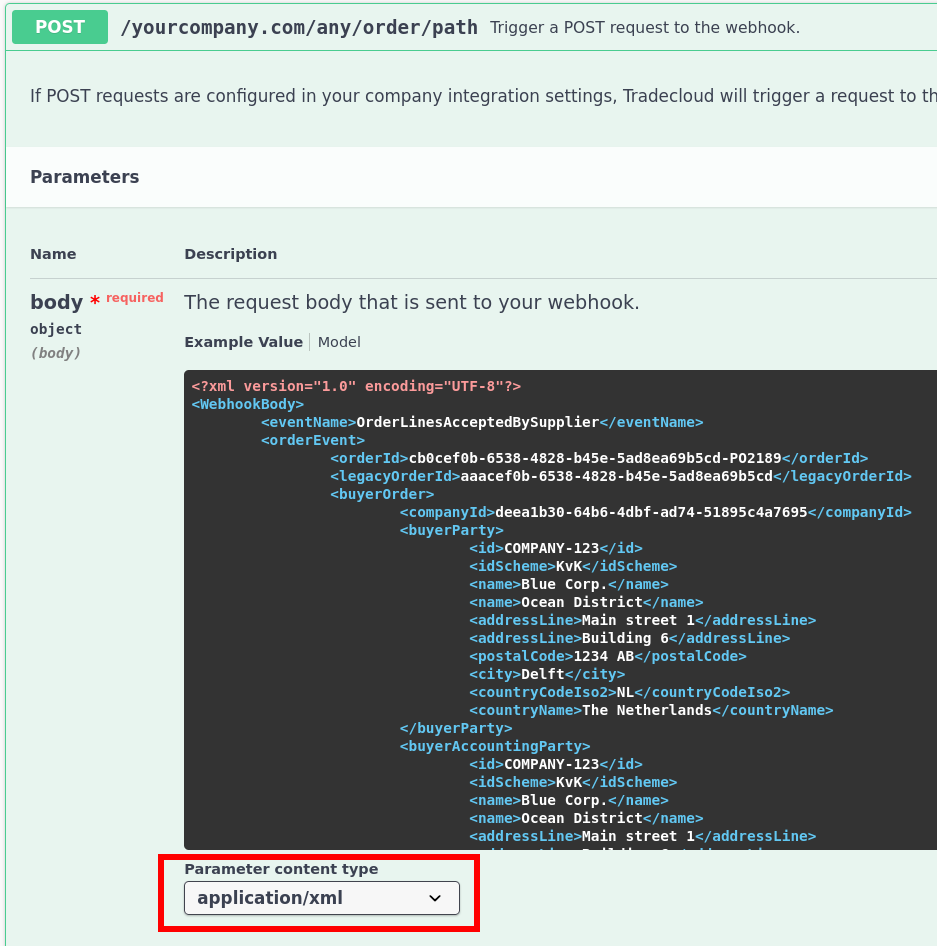 POST /yourcompany.com/any/order/path Trigger a POST request to the webhook.
If POST requests are configured in your company integration settings, Tradecloud will trigger a request to th
Parameters
Name Description
body * required The request body that is sent to your webhook.
object
(body)
Example Value Model
<?xml version="1.0" encoding="UTF-8"?>
<WebhookBody>
<eventName>OrderLinesAcceptedBySupplier</eventName>
<orderEvent>
<orderId>cb0cef0b-6538-4828-b45e-5ad8ea69b5cd-PO2189</orderId>
<legacyOrderId>aaacef0b-6538-4828-b45e-5ad8ea69b5cd</legacyOrderId>
<buyerOrder>
<companyId>deea1b30-64b6-4dbf-ad74-51895c4a7695</companyId>
<buyerParty>
<id>COMPANY-123</id>
<idScheme>KvK</idScheme>
<name>Blue Corp.</name>
<name>Ocean District</name>
<addressLine>Main street 1</addressLine>
<addressLine>Building 6</addressLine>
<postalCode>1234 AB</postalCode>
<city>Delft</city>
<countryCodeIso2>NL</countryCodeIso2>
<countryName>The Netherlands</countryName>
</buyerParty>
<buyerAccountingParty>
<id>COMPANY-123</id>
<idScheme>KvK</idScheme>
<name>Blue Corp.</name>
<name>Ocean District</name>
<addressLine>Main street 1</addressLine>
Parameter content type
application/xml